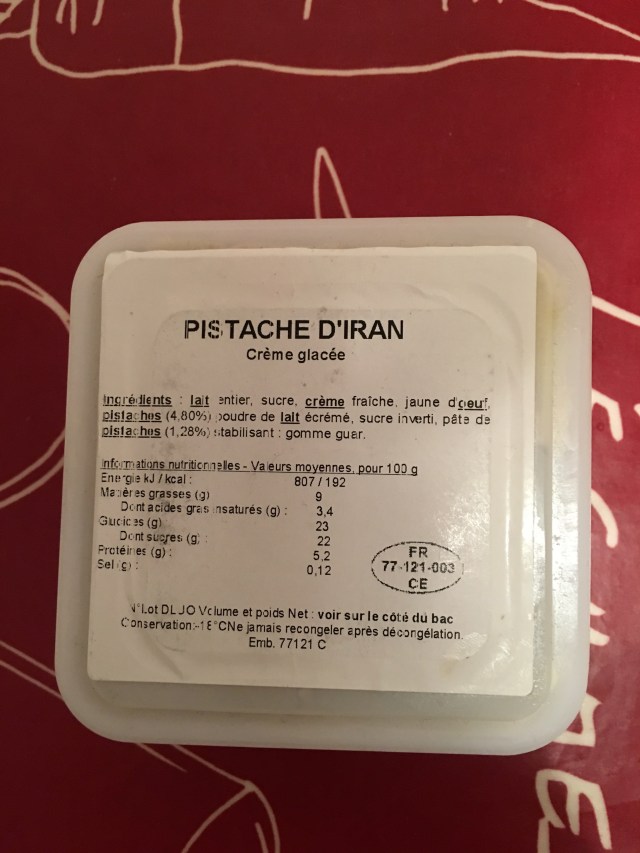 PISTACHE D'IRAN
Crème glacée
Ingrédients : lait entier, sucre, crème fraîche, jaune d'oeuf,
pistaches (4,80%) poudre de lait écrémé, sucre inverti, pâte de
pistaches (1,28%) stabilisant : gomme guar.
Informations nutritionnelles - Valeurs moyennes, pour 100 g
Energie kJ / kcal : 807 / 192
Matières grasses (g) 9
Dont acides gras insaturés (g) : 3,4
Glucides (g) 23
Dont sucres (g) : 22
Protéines (g) : 5,2
Sel (g) : 0,12
FR
77-121-003
CE
N°Lot DLUO Volume et poids Net : voir sur le côté du bac
Conservation:-18°CNe jamais recongeler après décongélation.
Emb. 77121 C